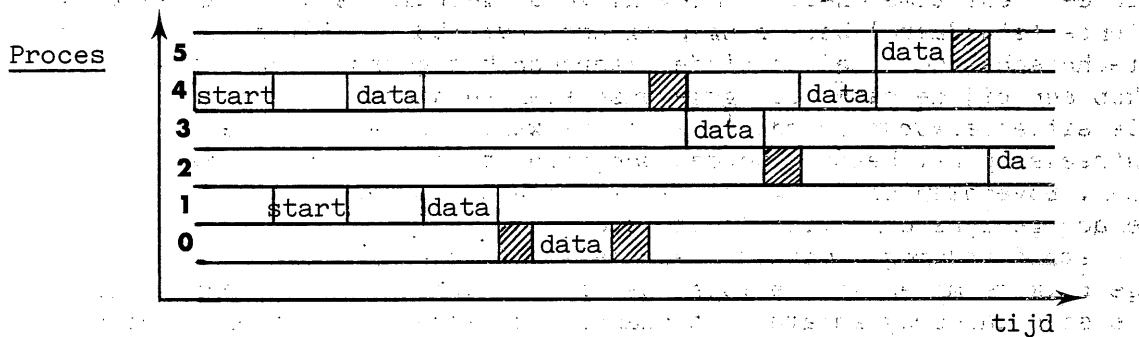 Proces
5 data
4 start data data
3 data
2 da
1 start data
0 data
tijd